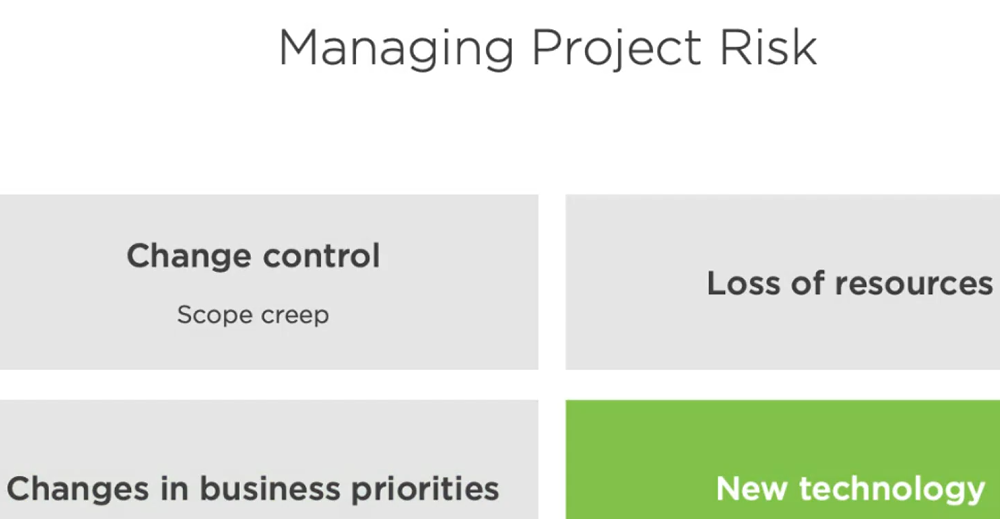 Managing Project Risk
Change control
Scope creep
Loss of resources
Changes in business priorities
New technology